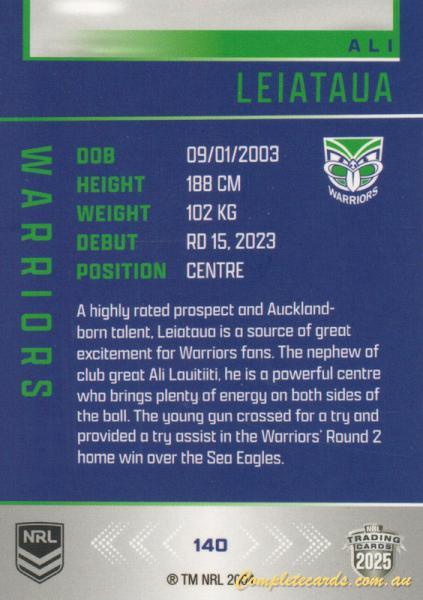 ALI
LEIATAUA
WARRIORS
DOB 09/01/2003
HEIGHT 188 CM
WEIGHT 102 KG
DEBUT RD 15, 2023
POSITION CENTRE
WARRIORS
A highly rated prospect and Auckland-
born talent, Leiataua is a source of great
excitement for Warriors fans. The nephew of
club great Ali Lauitiiti, he is a powerful centre
who brings plenty of energy on both sides of
the ball. The young gun crossed for a try and
provided a try assist in the Warriors' Round 2
home win over the Sea Eagles.
NRL
140
® TM NRL
NRL
TRADING
CARDS
2025
Completecards.com.au